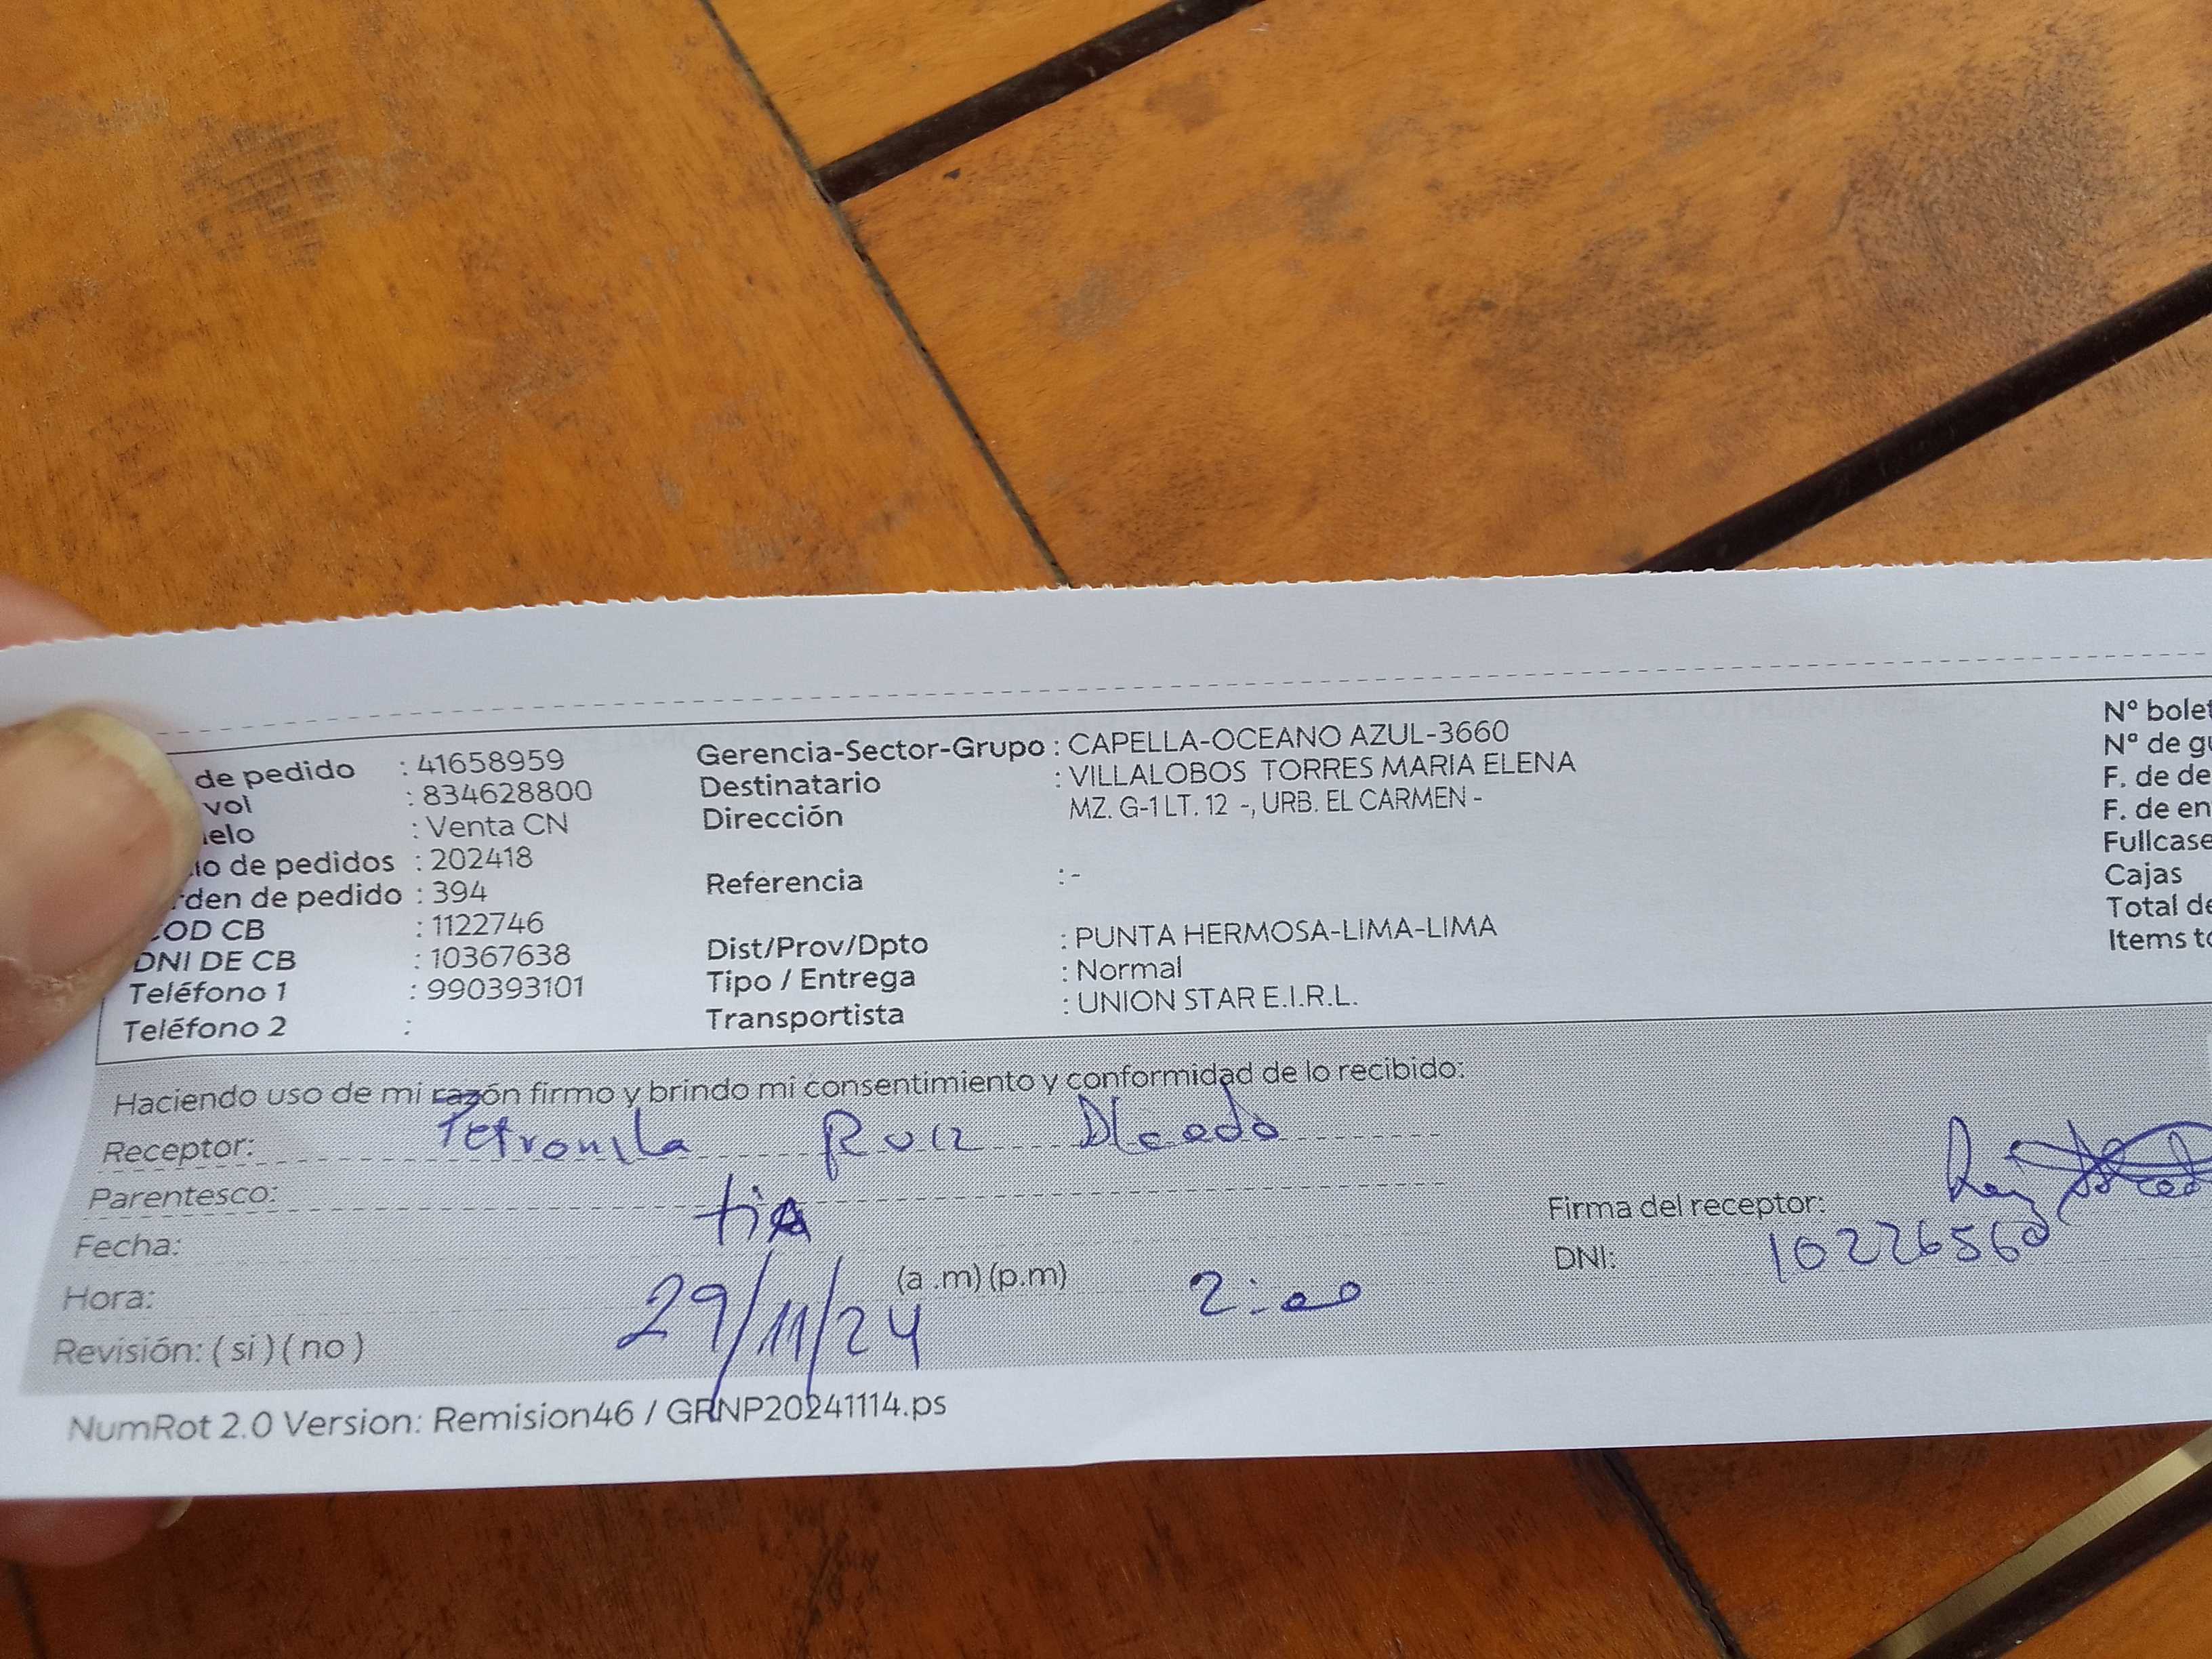 de pedido : 41658959
vol : 834628800
elo : Venta CN
io de pedidos : 202418
rden de pedido : 394
COD CB : 1122746
DNI DE CB : 10367638
Teléfono 1 : 990393101
Teléfono 2 :
Gerencia-Sector-Grupo : CAPELLA-OCEANO AZUL-3660
Destinatario : VILLALOBOS TORRES MARIA ELENA
Dirección MZ. G-1 LT. 12 -, URB. EL CARMEN -
Referencia : -
Dist/Prov/Dpto : PUNTA HERMOSA-LIMA-LIMA
Tipo / Entrega : Normal
Transportista : UNION STAR E.I.R.L.
Nº bolet
Nº de gu
F. de de
F. de en
Fullcase
Cajas
Total de
Items to
Haciendo uso de mi razón firmo y brindo mi consentimiento y conformidad de lo recibido:
Receptor: Petronila Ruiz
Parentesco: tiA
Fecha: 29/11/24
Hora: (a .m) (p.m) 2:00
Revisión: ( si ) ( no )
Firma del receptor:
DNI: 10226560
NumRot 2.0 Version: Remision46 / GRNP20241114.ps